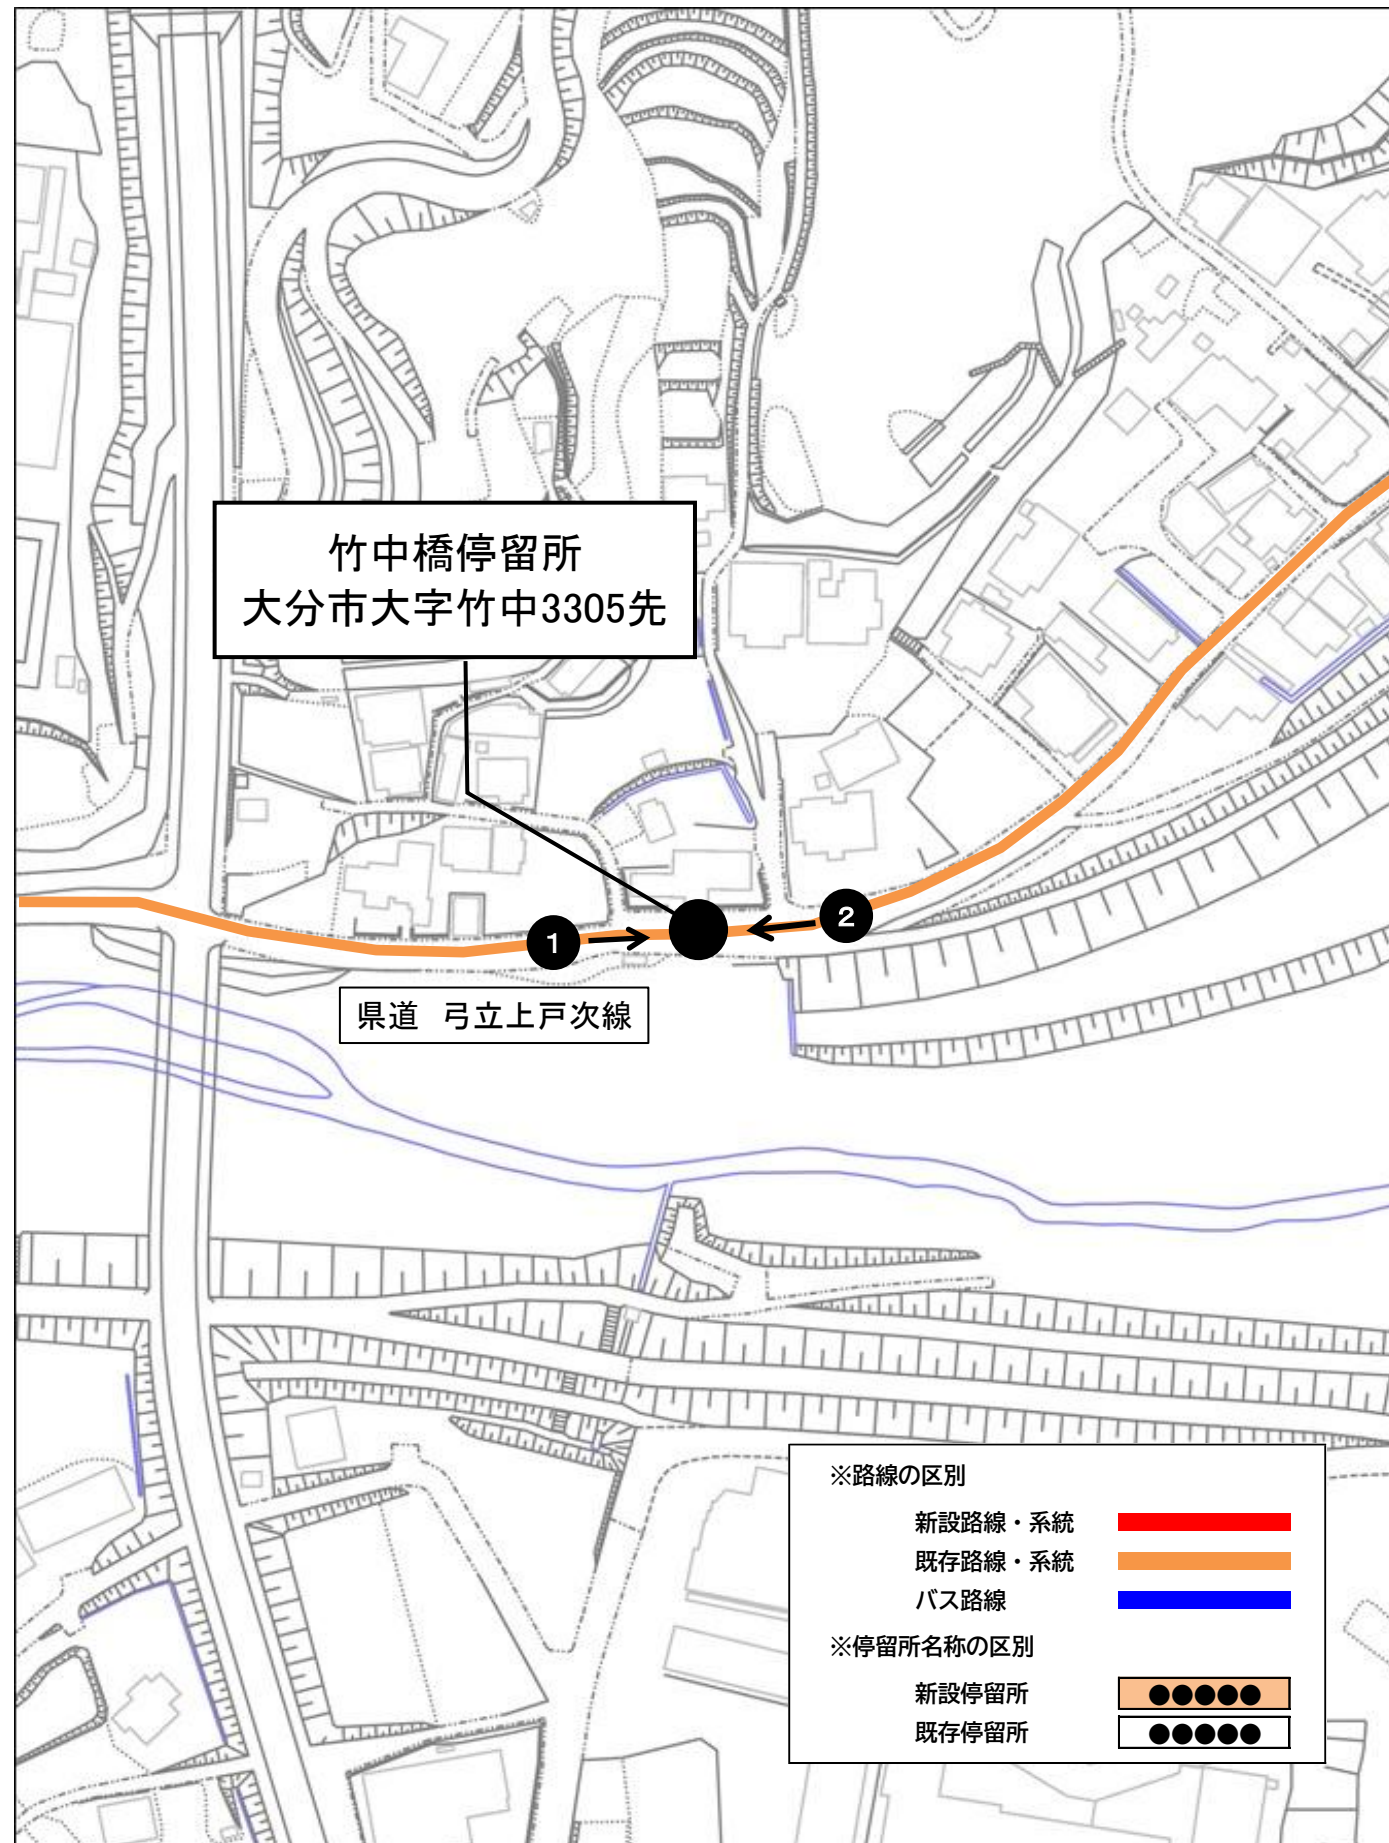 竹中橋停留所
大分市大字竹中3305先
1
2
県道　弓立上戸次線
※路線の区別
新設路線・系統
既存路線・系統
バス路線
※停留所名称の区別
新設停留所 ●●●●●
既存停留所 ●●●●●